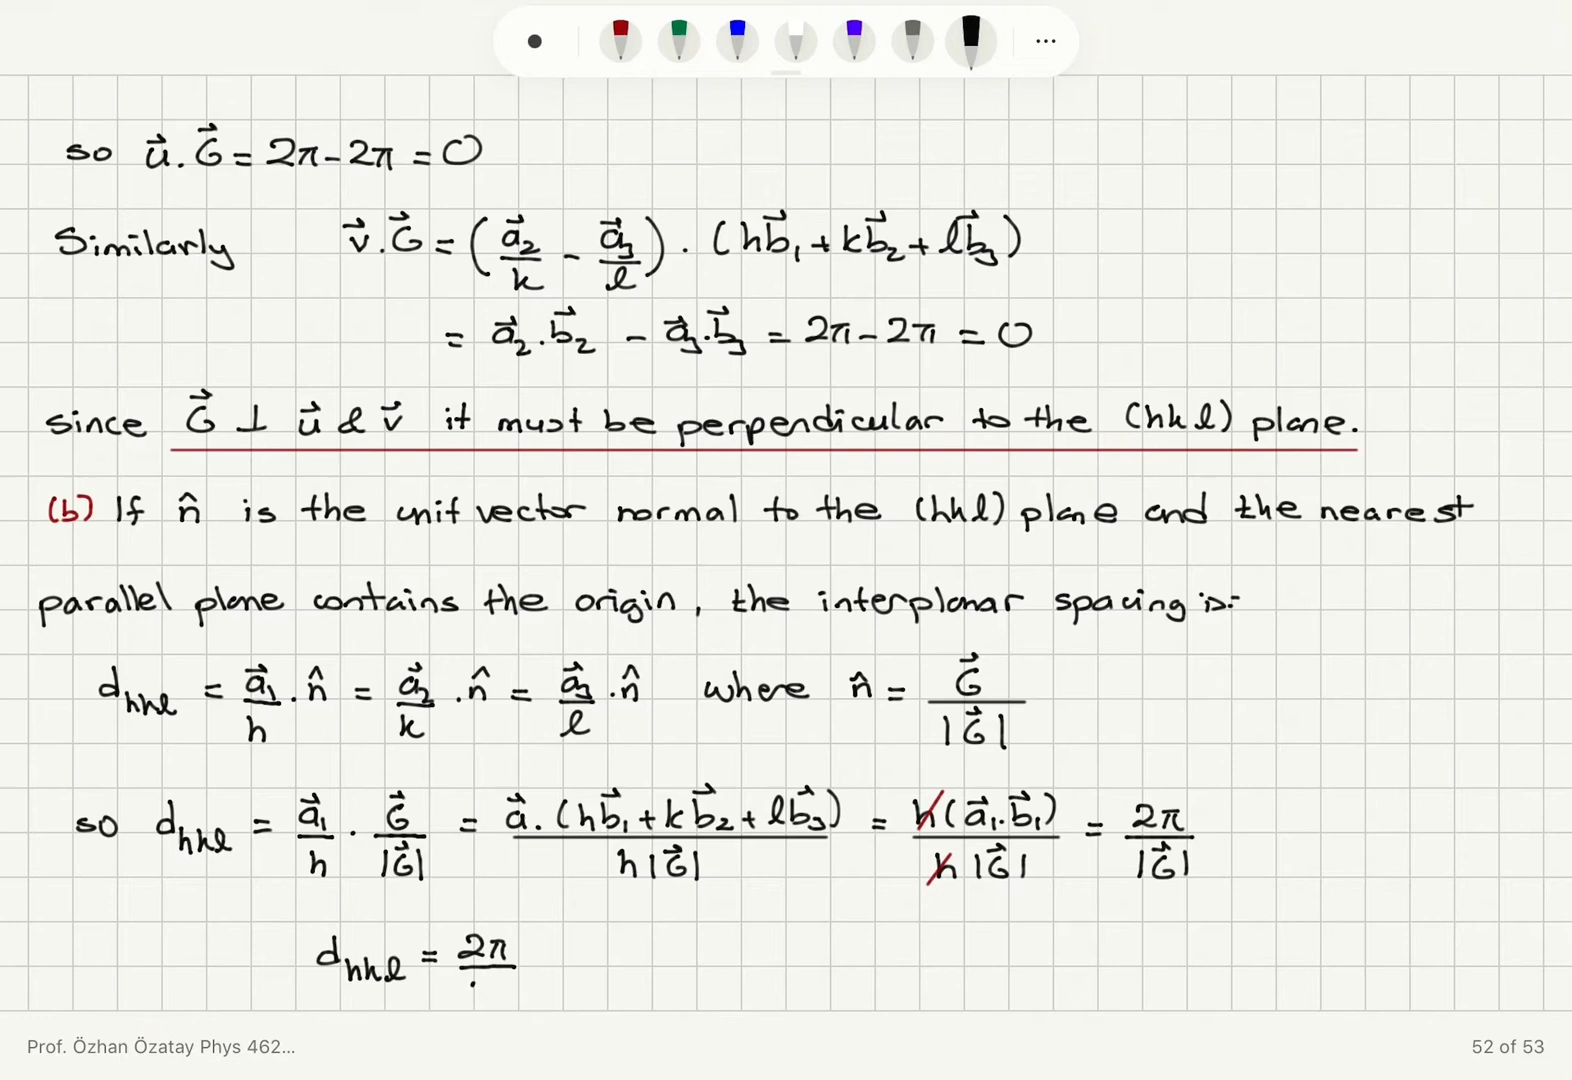 so u⃗.G⃗ = 2π - 2π = 0
Similarly v⃗.G⃗ = (a⃗₂/k - a⃗₃/l) . (hb⃗₁ + kb⃗₂ + lb⃗₃)
= a⃗₂.b⃗₂ - a⃗₃.b⃗₃ = 2π - 2π = 0
since G⃗ ⊥ u⃗ & v⃗ it must be perpendicular to the (hkl) plane.
(b) If n̂ is the unit vector normal to the (hkl) plane and the nearest
parallel plane contains the origin, the interplanar spacing is:-
d_hkl = a⃗₁/h . n̂ = a⃗₂/k . n̂ = a⃗₃/l . n̂ where n̂ = G⃗/|G⃗|
so d_hkl = a⃗₁/h . G⃗/|G⃗| = a⃗.(hb⃗₁ + kb⃗₂ + lb⃗₃)/h|G⃗| = h(a⃗₁.b⃗₁)/h|G⃗| = 2π/|G⃗|
d_hkl = 2π/
Prof. Özhan Özatay Phys 462...
52 of 53